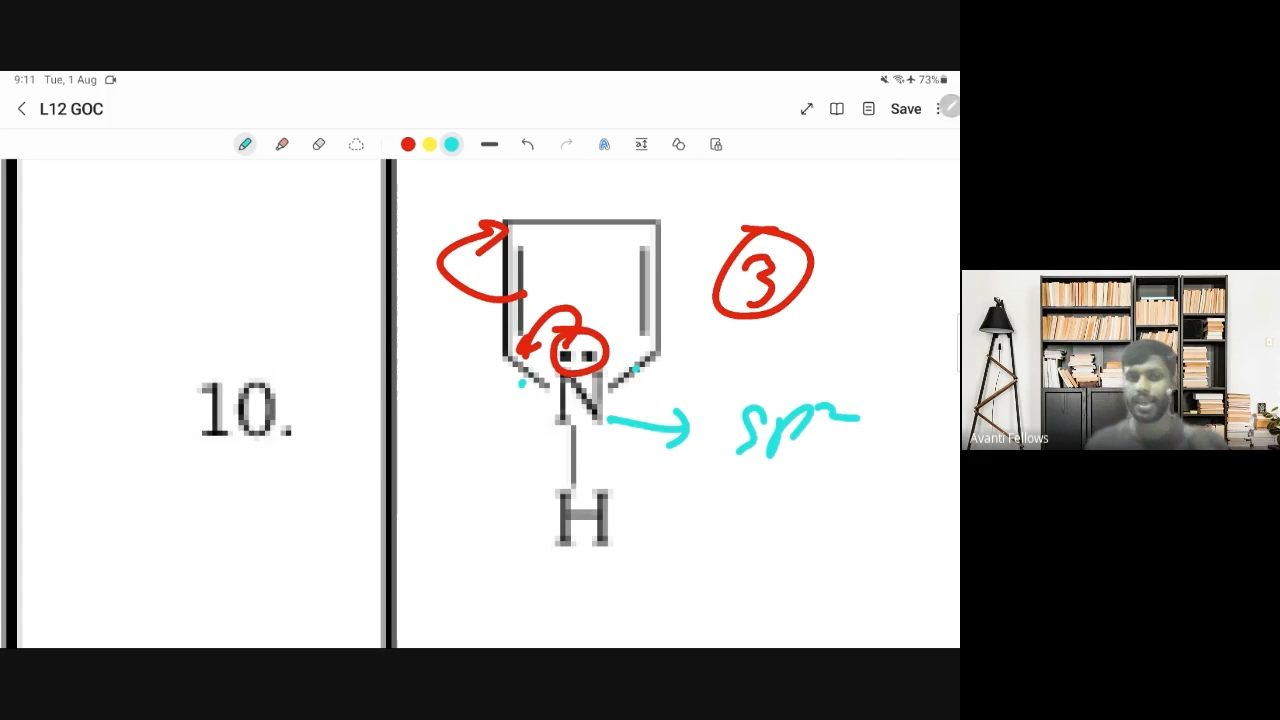 9:11 Tue, 1 Aug
73%
L12 GOC
Save
10.
3
N
sp²
H
Avanti Fellows